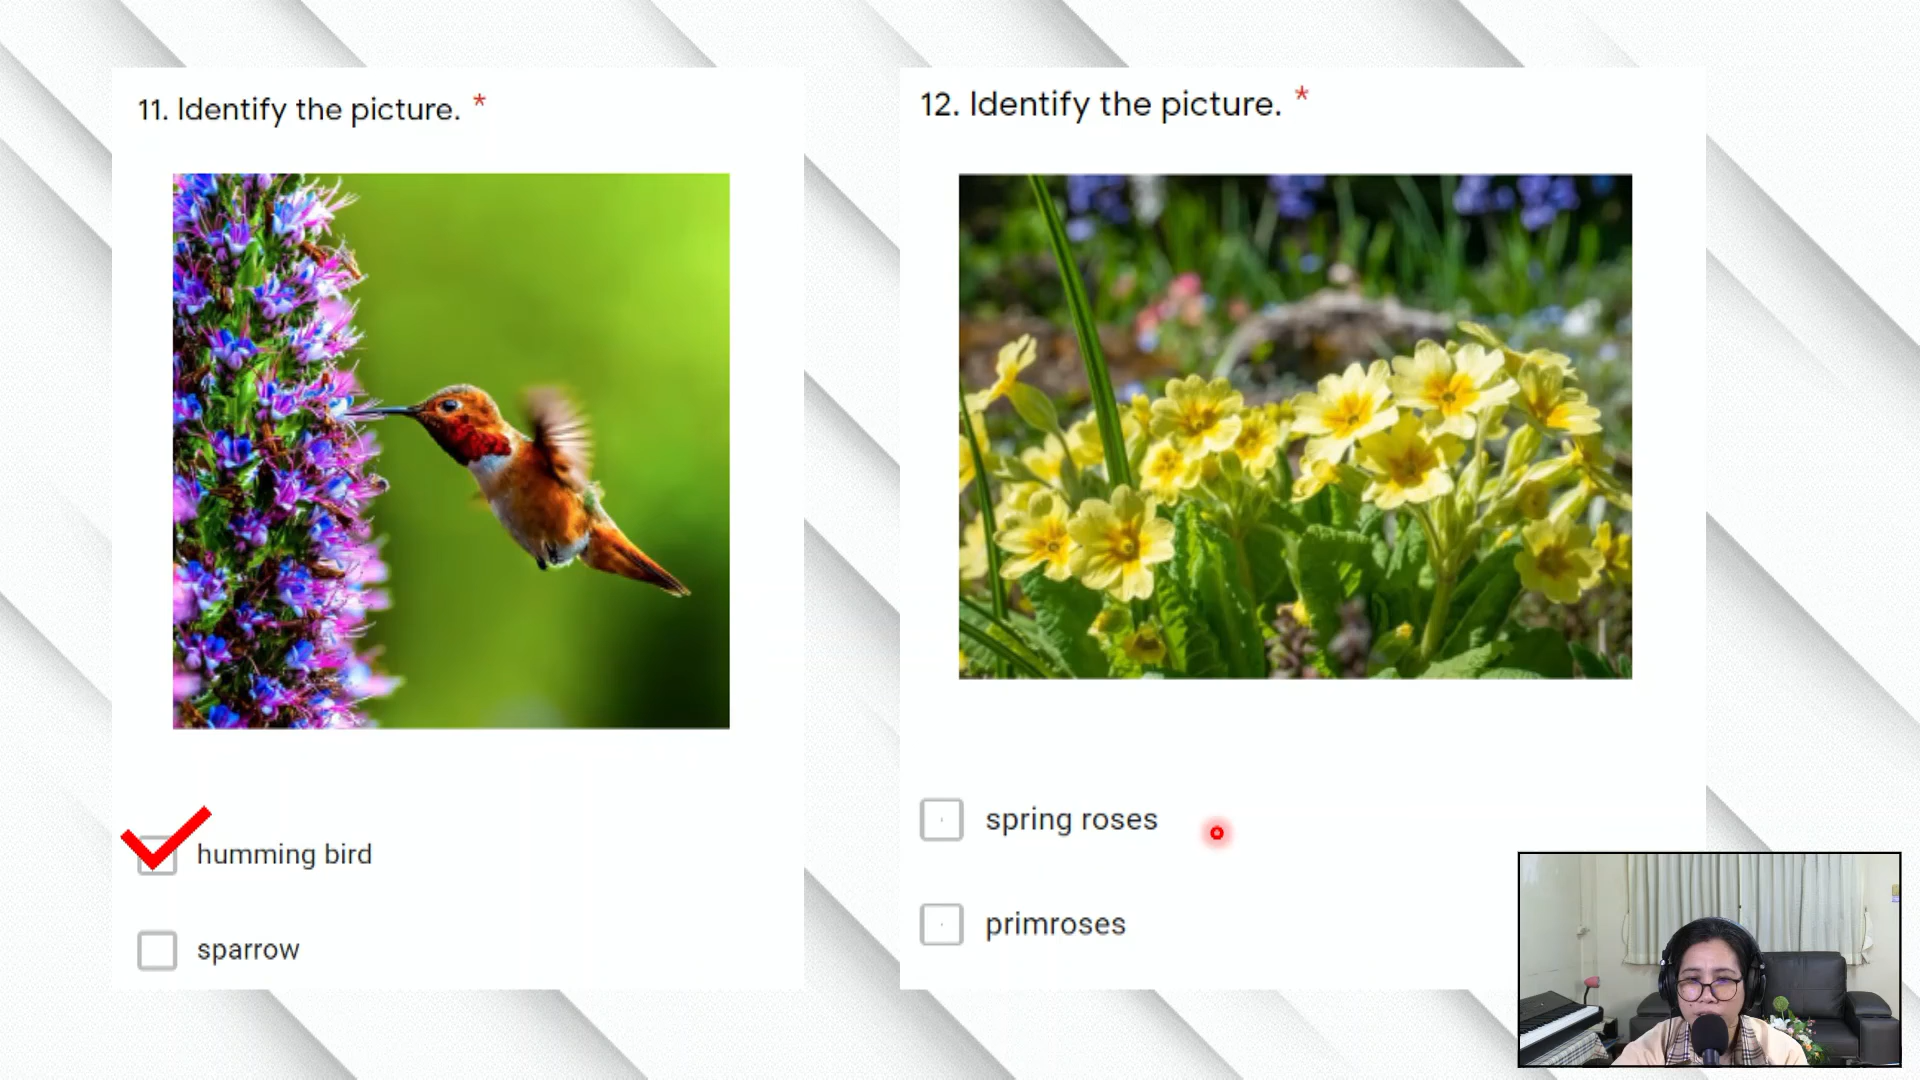 11. Identify the picture. *
humming bird
sparrow
12. Identify the picture. *
spring roses
primroses